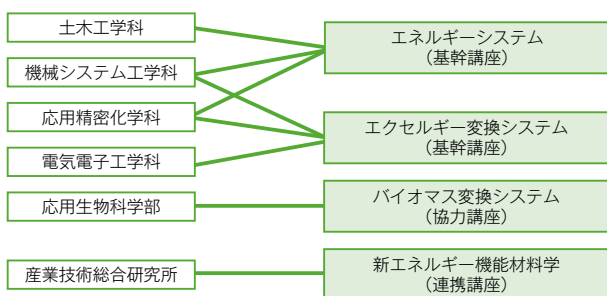 土木工学科
機械システム工学科
応用精密化学科
電気電子工学科
応用生物科学部
産業技術総合研究所
エネルギーシステム
（基幹講座）
エクセルギー変換システム
（基幹講座）
バイオマス変換システム
（協力講座）
新エネルギー機能材料学
（連携講座）